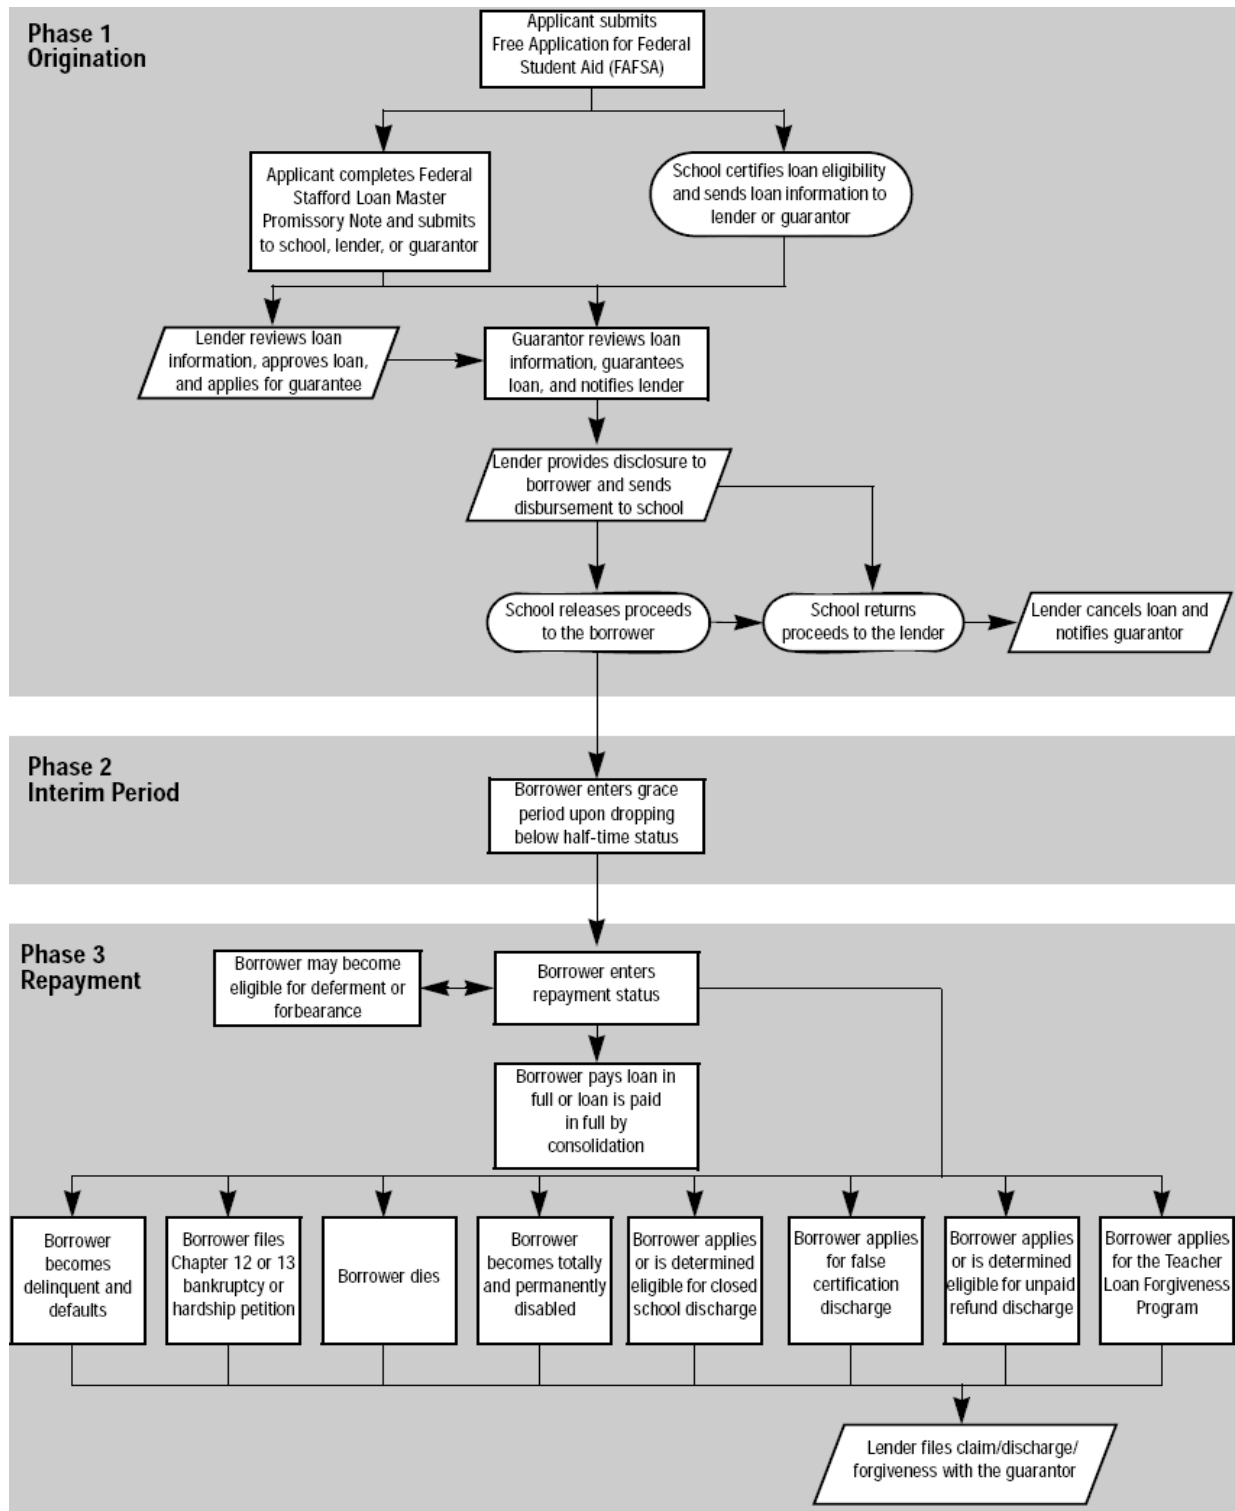 Phase 1
Origination
Applicant submits
Free Application for Federal
Student Aid (FAFSA)
Applicant completes Federal
Stafford Loan Master
Promissory Note and submits
to school, lender, or guarantor
School certifies loan eligibility
and sends loan information to
lender or guarantor
Lender reviews loan
information, approves loan,
and applies for guarantee
Guarantor reviews loan
information, guarantees
loan, and notifies lender
Lender provides disclosure to
borrower and sends
disbursement to school
School releases proceeds
to the borrower
School returns
proceeds to the lender
Lender cancels loan and
notifies guarantor
Phase 2
Interim Period
Borrower enters grace
period upon dropping
below half-time status
Phase 3
Repayment
Borrower may become
eligible for deferment or
forbearance
Borrower enters
repayment status
Borrower pays loan in
full or loan is paid
in full by
consolidation
Borrower
becomes
delinquent and
defaults
Borrower files
Chapter 12 or 13
bankruptcy or
hardship petition
Borrower dies
Borrower
becomes totally
and permanently
disabled
Borrower applies
or is determined
eligible for closed
school discharge
Borrower applies
for false
certification
discharge
Borrower applies
or is determined
eligible for unpaid
refund discharge
Borrower applies
for the Teacher
Loan Forgiveness
Program
Lender files claim/discharge/
forgiveness with the guarantor